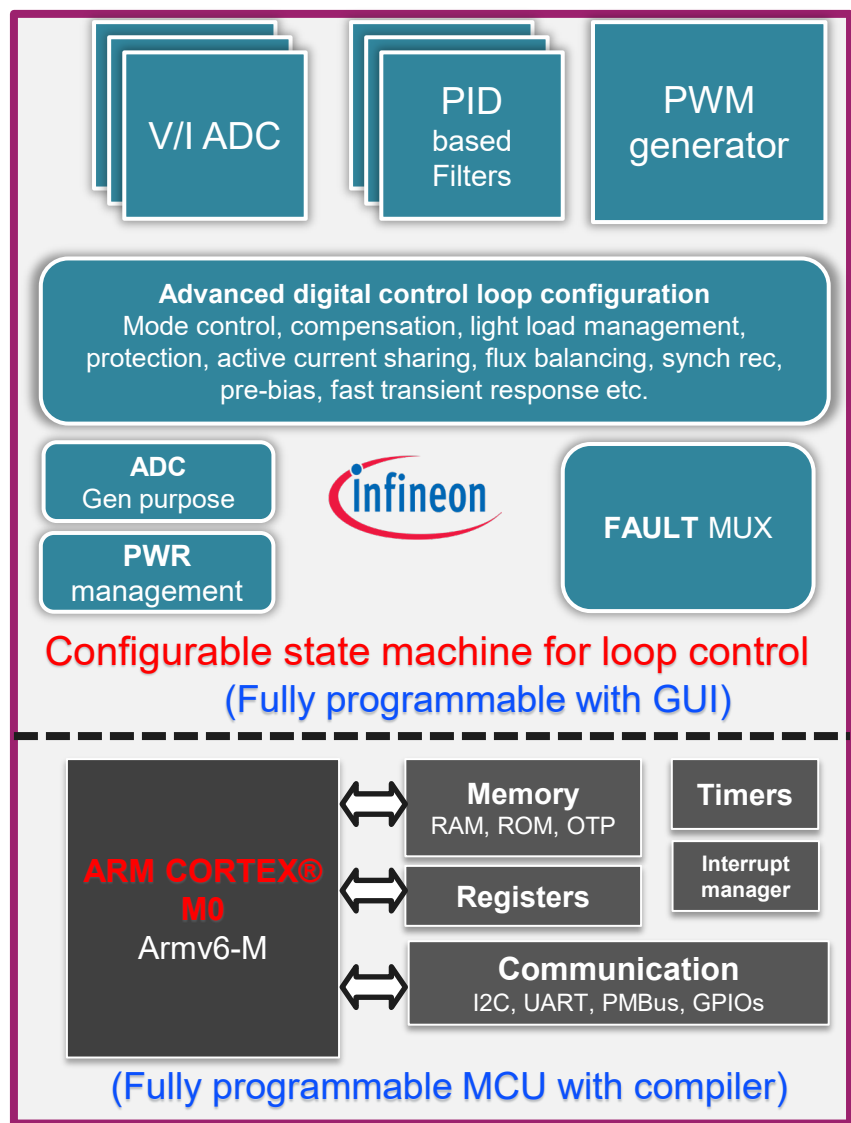 V/I ADC
PID
based
Filters
PWM
generator
Advanced digital control loop configuration
Mode control, compensation, light load management,
protection, active current sharing, flux balancing, synch rec,
pre-bias, fast transient response etc.
ADC
Gen purpose
PWR
management
infineon
FAULT MUX
Configurable state machine for loop control
(Fully programmable with GUI)
ARM CORTEX®
M0
Armv6-M
Memory
RAM, ROM, OTP
Timers
Registers
Interrupt
manager
Communication
I2C, UART, PMBus, GPIOs
(Fully programmable MCU with compiler)